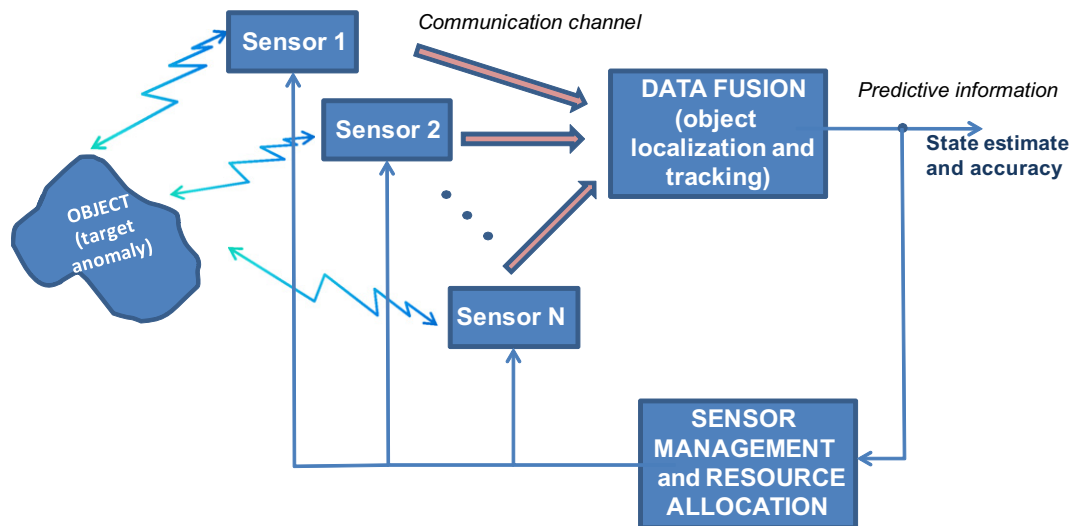 Communication channel
Sensor 1
Sensor 2
Sensor N
OBJECT
(target
anomaly)
DATA FUSION
(object
localization and
tracking)
Predictive information
State estimate
and accuracy
SENSOR
MANAGEMENT
and RESOURCE
ALLOCATION